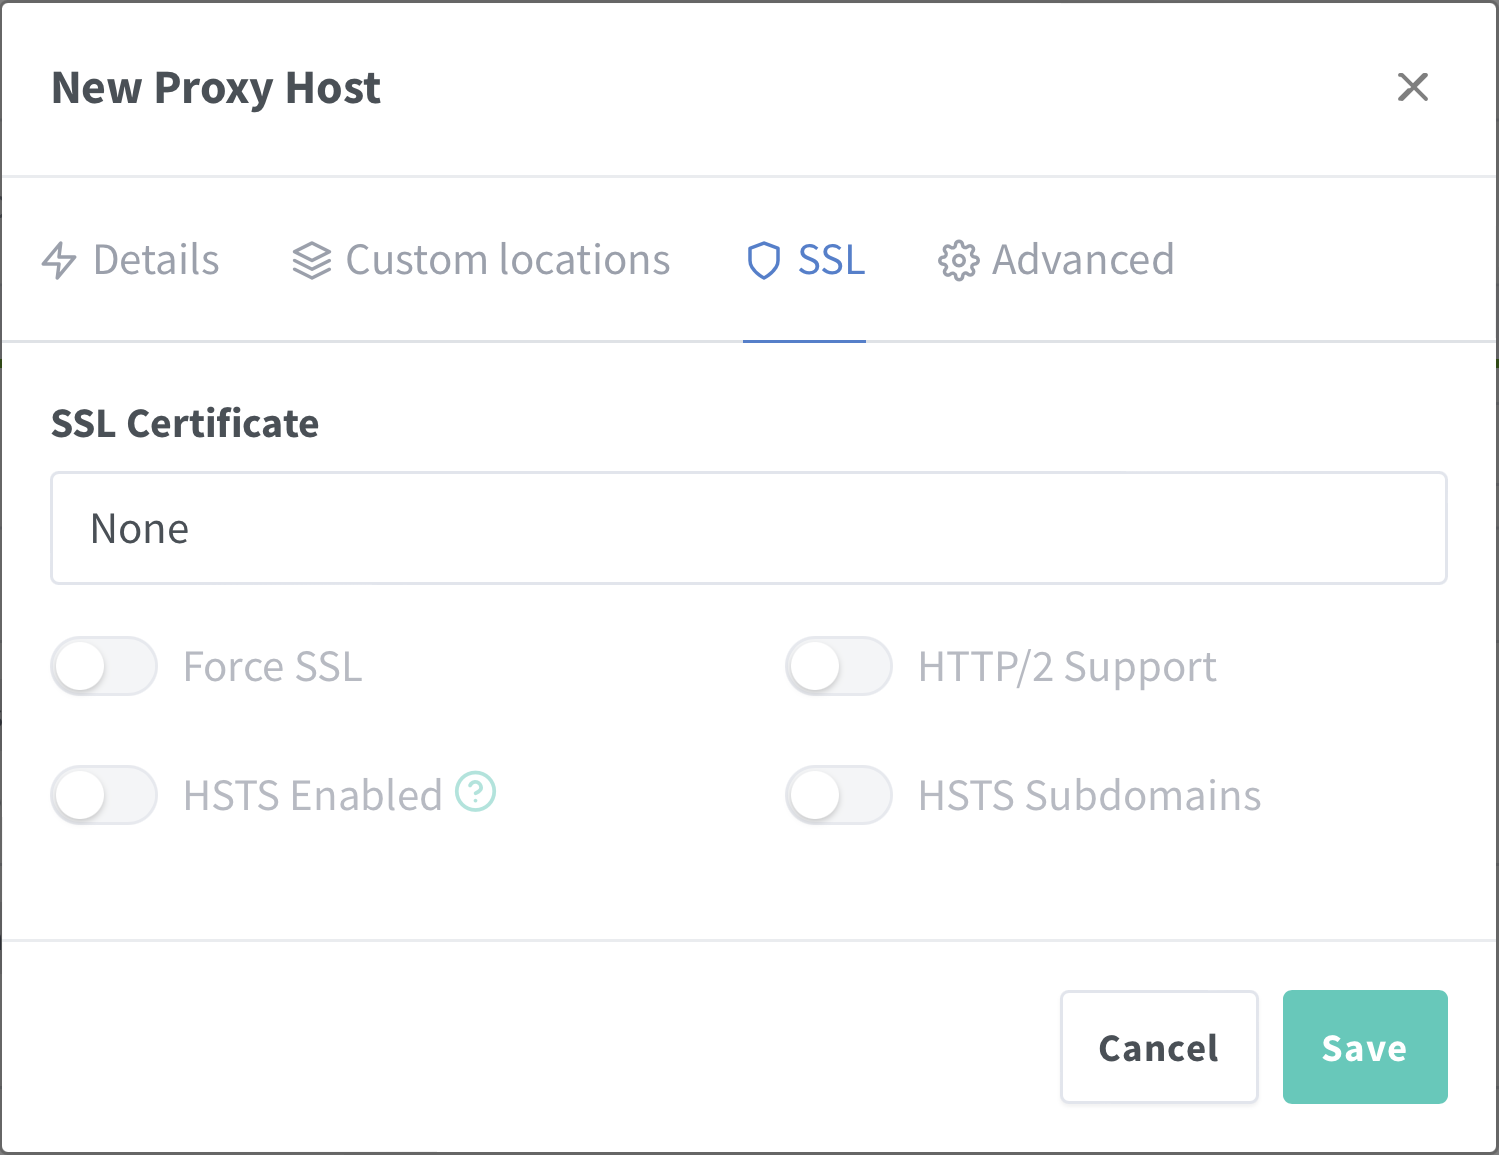 New Proxy Host
Details Custom locations SSL Advanced
SSL Certificate
None
Force SSL HTTP/2 Support
HSTS Enabled ? HSTS Subdomains
Cancel Save